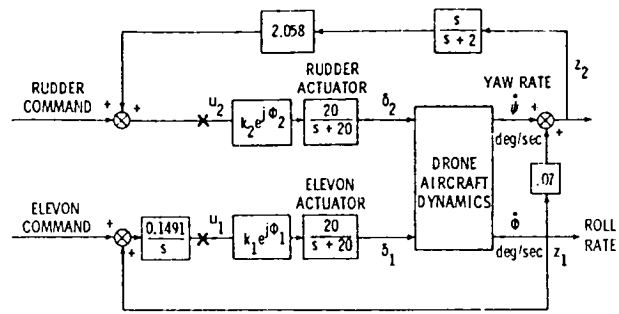 2.058
s
s + 2
z2
RUDDER
COMMAND
+
+
u2
k2e^jΦ2
RUDDER
ACTUATOR
20
s + 20
δ2
DRONE
AIRCRAFT
DYNAMICS
YAW RATE
ψ̇
+
+
deg/sec
.07
ELEVON
COMMAND
+
+
0.1491
s
u1
k1e^jΦ1
ELEVON
ACTUATOR
20
s + 20
δ1
Φ̇
deg/sec
z1
ROLL
RATE